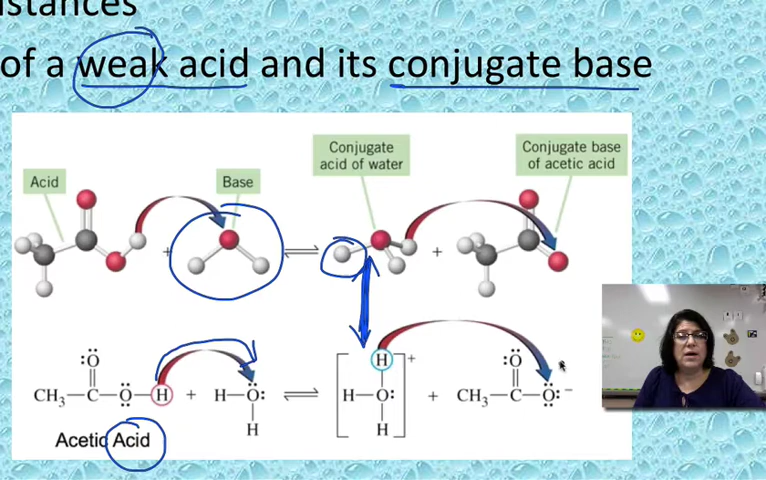 of a weak acid and its conjugate base
Acid
Base
Conjugate
acid of water
Conjugate base
of acetic acid
+ ⇌ +
:Ö :Ö
H +
CH₃—C—Ö—H + H—Ö: ⇌ H—O: + CH₃—C—Ö: −
H H
Acetic Acid